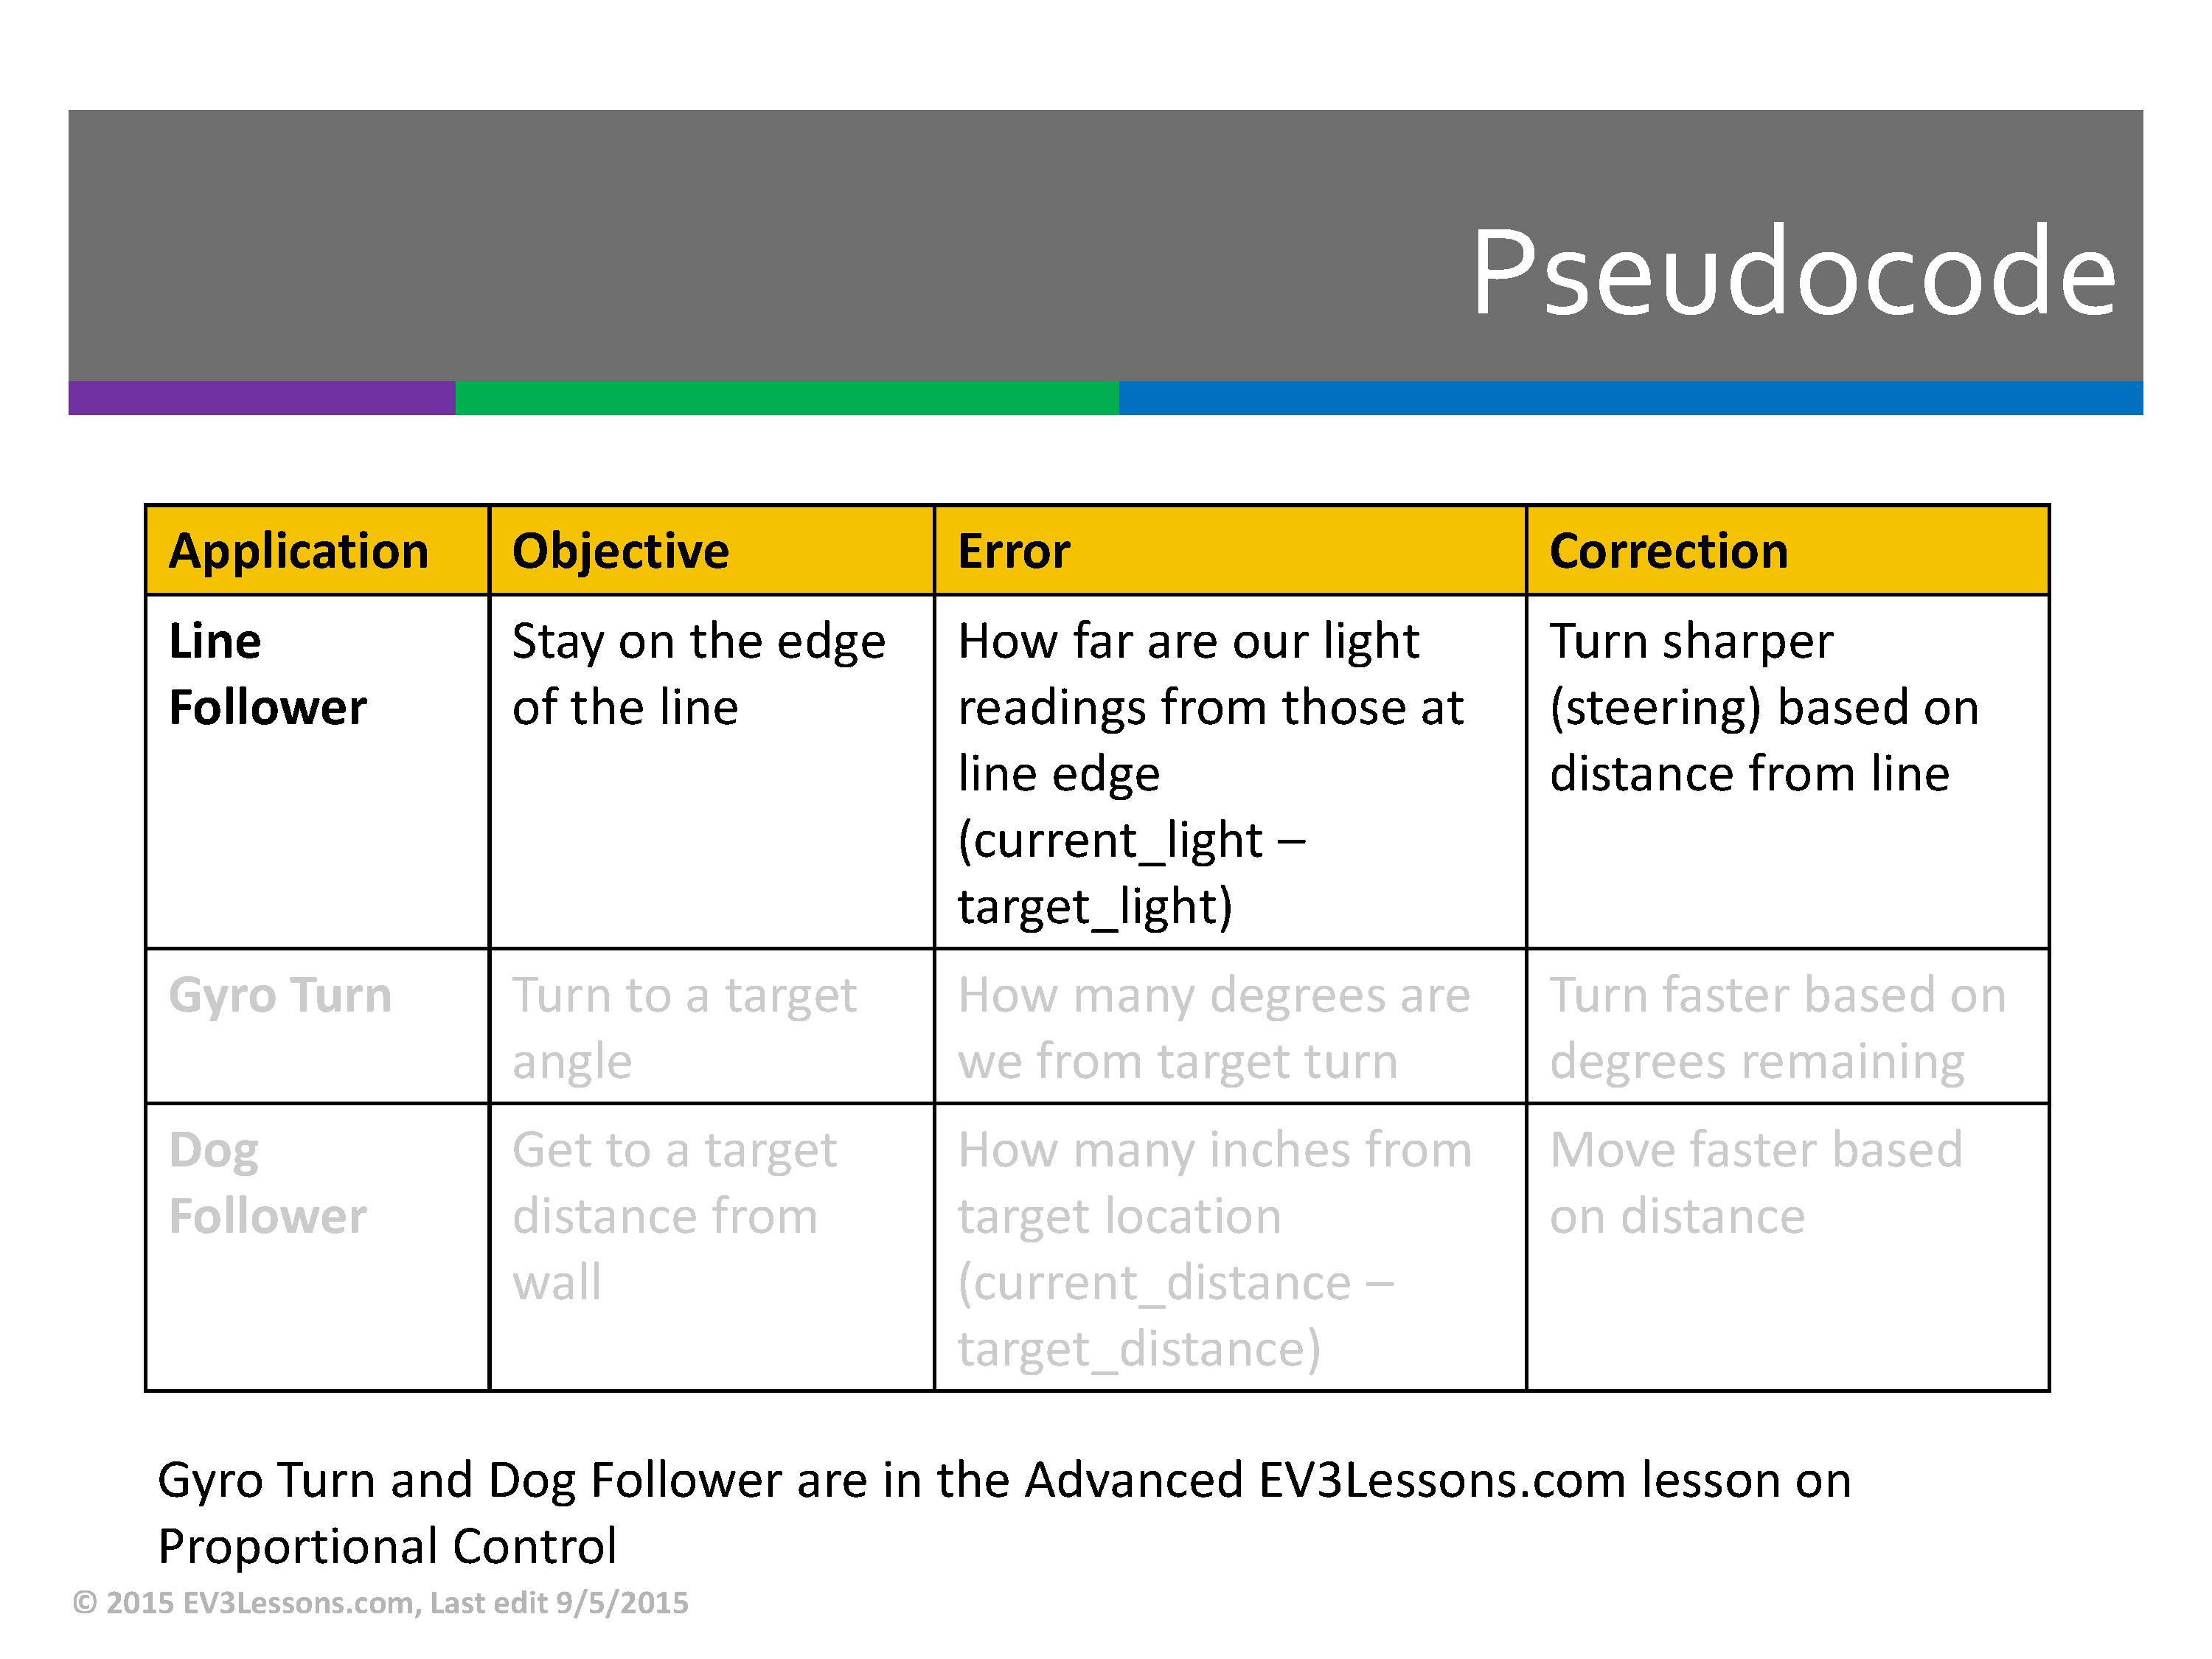 Pseudocode
Application
Objective
Error
Correction
Line
Follower
Stay on the edge
of the line
How far are our light
readings from those at
line edge
(current_light –
target_light)
Turn sharper
(steering) based on
distance from line
Gyro Turn
Turn to a target
angle
How many degrees are
we from target turn
Turn faster based on
degrees remaining
Dog
Follower
Get to a target
distance from
wall
How many inches from
target location
(current_distance –
target_distance)
Move faster based
on distance
Gyro Turn and Dog Follower are in the Advanced EV3Lessons.com lesson on
Proportional Control
© 2015 EV3Lessons.com, Last edit 9/5/2015